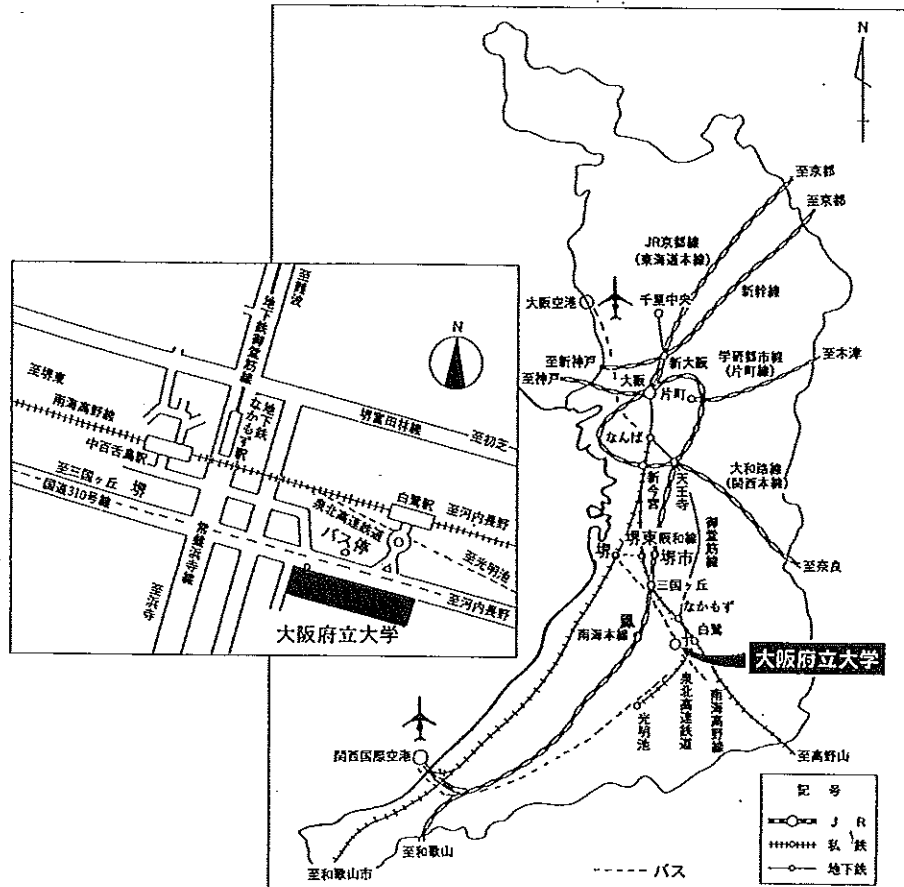 N
至京都
至京都
JR京都線
(東海道本線)
新幹線
大阪空港
千里中央
至新神戸
新大阪
学研都市線
(片町線)
至木津
至神戸
大阪
片町
なんば
大和路線
(関西本線)
新今宮
天王寺
御堂筋線
堺
堺東
阪和線
堺市
至奈良
三国ヶ丘
なかもず
白鷺
鳳
南海本線
大阪府立大学
光明池
泉北高速鉄道
南海高野線
至高野山
関西国際空港
至和歌山
至和歌山市
バス
記号
JR
私鉄
地下鉄
N
至難波
地下鉄御堂筋線
至堺東
南海高野線
中百舌鳥駅
地下鉄
なかもず駅
堺富田林線
至初芝
至三国ヶ丘
堺
国道310号線
白鷺駅
至河内長野
泉北高速鉄道
バス停
至光明池
常盤浜寺線
至浜寺
至河内長野
大阪府立大学